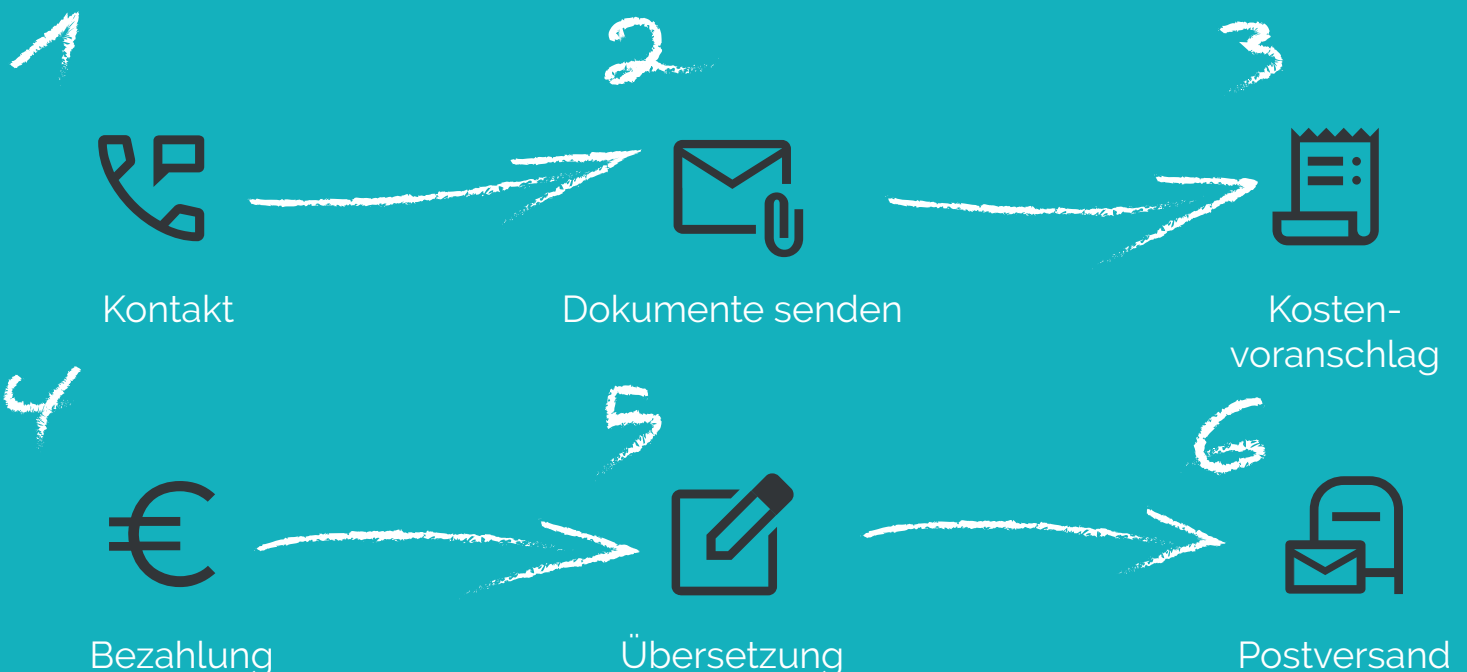 1 2 3
Kontakt Dokumente senden Kosten-
voranschlag
4 5 6
€
Bezahlung Übersetzung Postversand